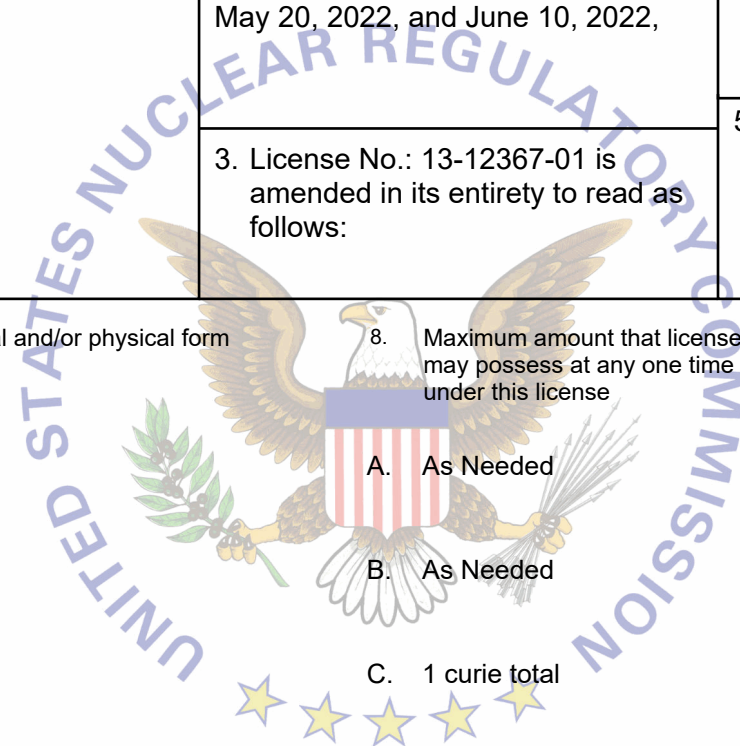 May 20, 2022, and June 10, 2022,
5
3. License No.: 13-12367-01 is
amended in its entirety to read as
follows:
l and/or physical form
8. Maximum amount that license
may possess at any one time
under this license
A. As Needed
B. As Needed
C. 1 curie total
UNITED STATES NUCLEAR REGULATORY COMMISSION